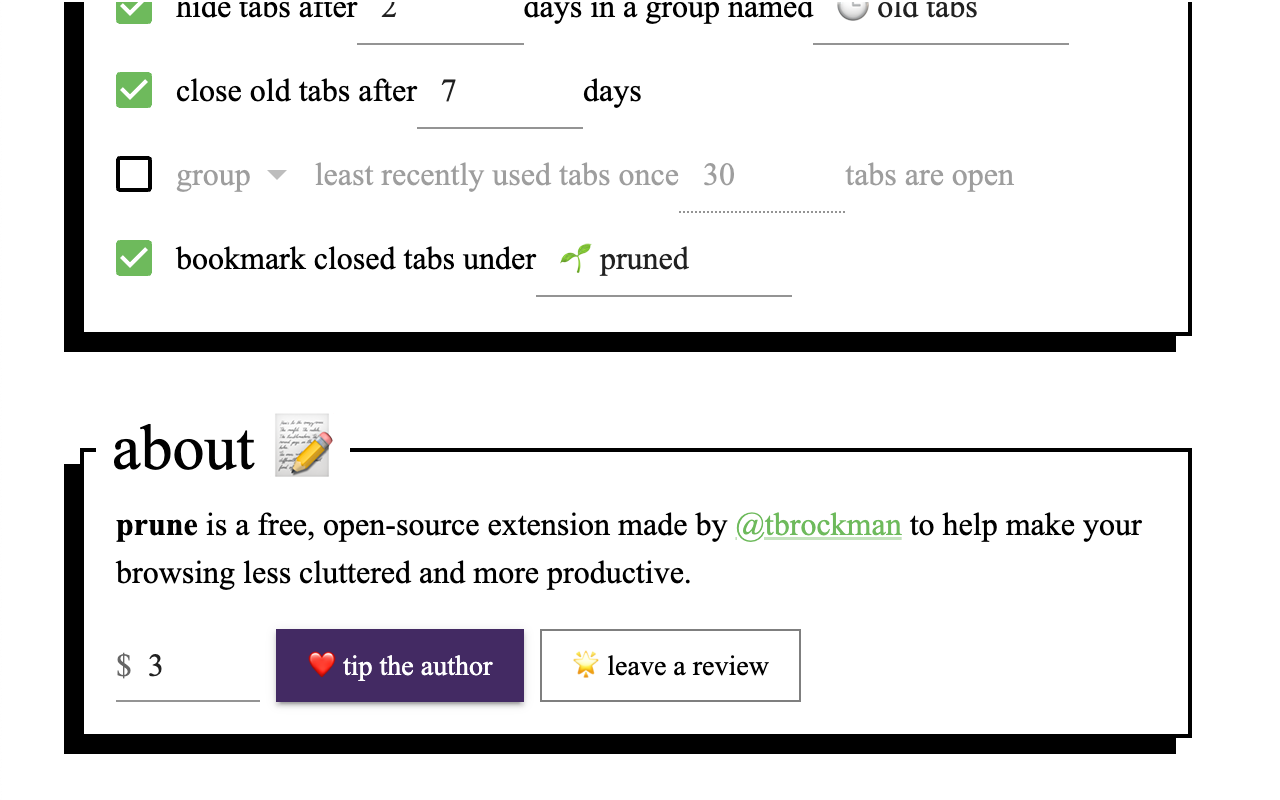 hide tabs after 2 days in a group named 🕒 old tabs
close old tabs after 7 days
group least recently used tabs once 30 tabs are open
bookmark closed tabs under 🌱 pruned
about 📝
prune is a free, open-source extension made by @tbrockman to help make your
browsing less cluttered and more productive.
$ 3 ❤️ tip the author 🌟 leave a review